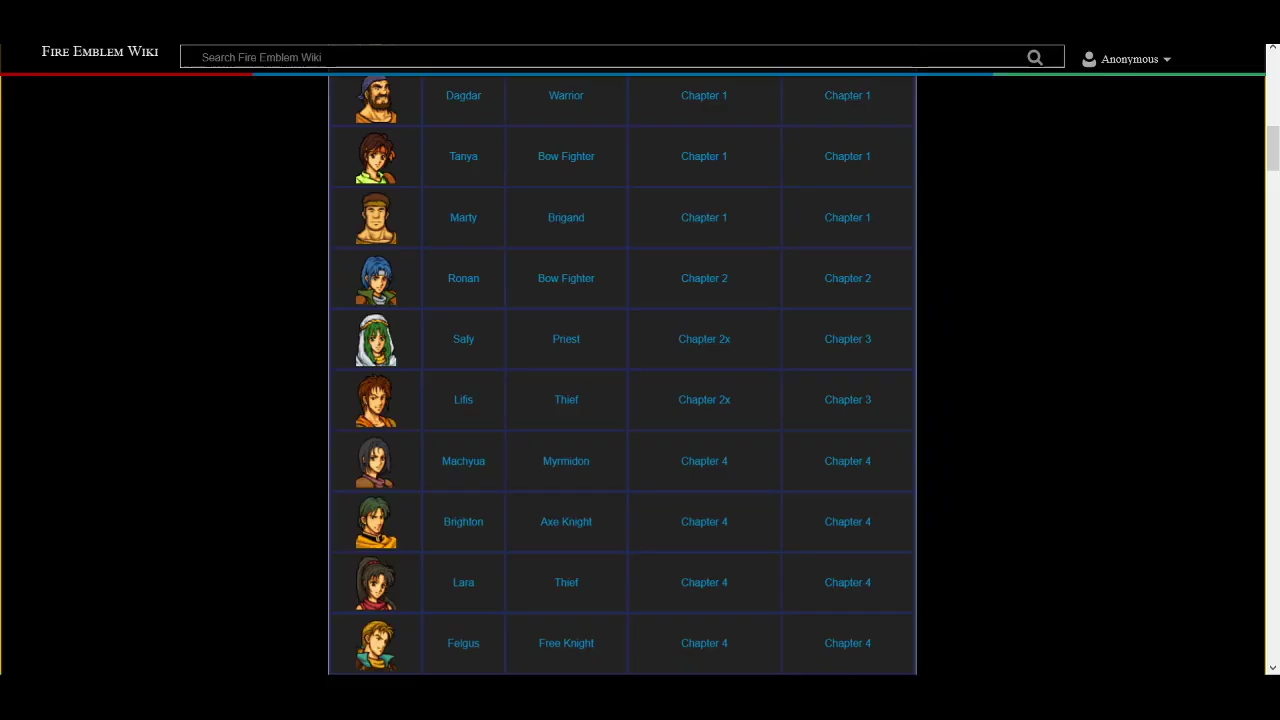 Fire Emblem Wiki
Search Fire Emblem Wiki
Anonymous
Dagdar Warrior Chapter 1 Chapter 1
Tanya Bow Fighter Chapter 1 Chapter 1
Marty Brigand Chapter 1 Chapter 1
Ronan Bow Fighter Chapter 2 Chapter 2
Safy Priest Chapter 2x Chapter 3
Lifis Thief Chapter 2x Chapter 3
Machyua Myrmidon Chapter 4 Chapter 4
Brighton Axe Knight Chapter 4 Chapter 4
Lara Thief Chapter 4 Chapter 4
Felgus Free Knight Chapter 4 Chapter 4